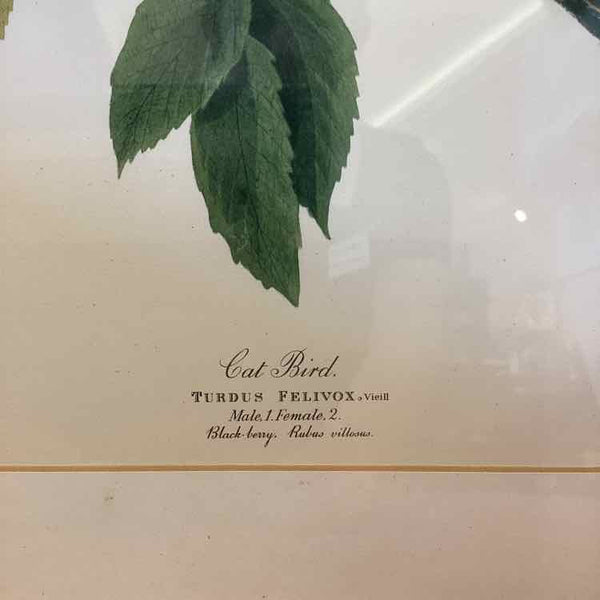 Cat Bird.
TURDUS FELIVOX, Vieill
Male, 1. Female, 2.
Black-berry. Rubus villosus.